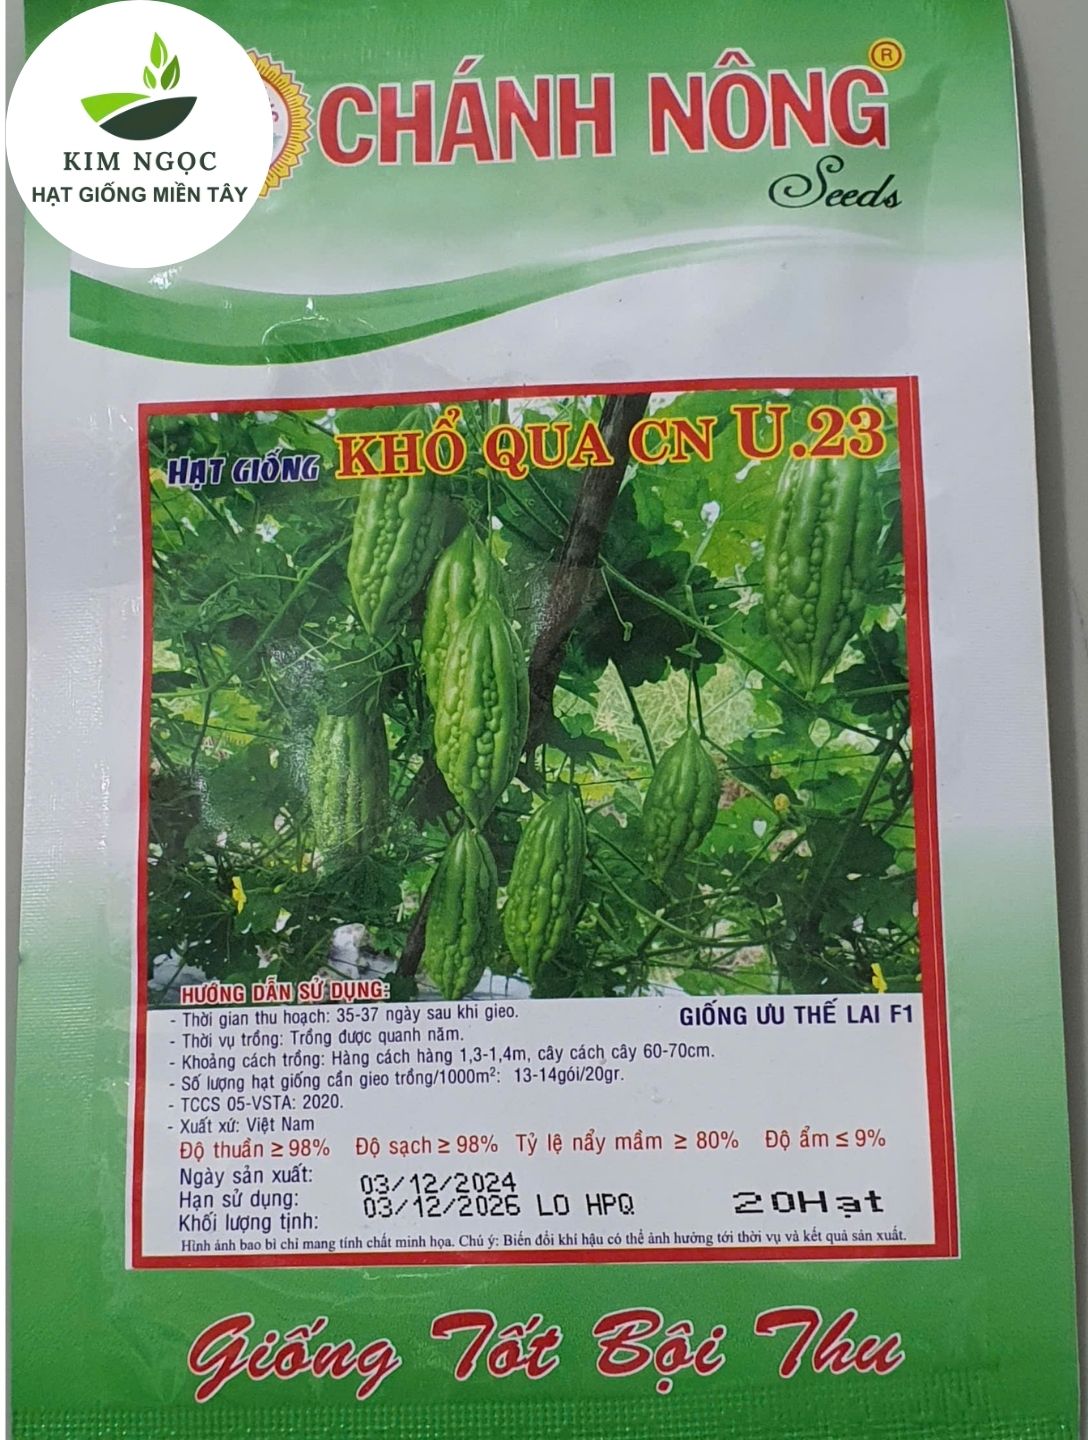 KIM NGỌC
HẠT GIỐNG MIỀN TÂY
CHÁNH NÔNG ®
Seeds
HẠT GIỐNG KHỔ QUA CN U.23
HƯỚNG DẪN SỬ DỤNG:
- Thời gian thu hoạch: 35-37 ngày sau khi gieo.
GIỐNG ƯU THẾ LAI F1
- Thời vụ trồng: Trồng được quanh năm.
- Khoảng cách trồng: Hàng cách hàng 1,3-1,4m, cây cách cây 60-70cm.
- Số lượng hạt giống cần gieo trồng/1000m²: 13-14gói/20gr.
- TCCS 05-VSTA: 2020.
- Xuất xứ: Việt Nam
Độ thuần ≥ 98% Độ sạch ≥ 98% Tỷ lệ nẩy mầm ≥ 80% Độ ẩm ≤ 9%
Ngày sản xuất: 03/12/2024
Hạn sử dụng: 03/12/2026 LO HPQ 20Hạt
Khối lượng tịnh:
Hình ảnh bao bì chỉ mang tính chất minh họa. Chú ý: Biến đổi khí hậu có thể ảnh hưởng tới thời vụ và kết quả sản xuất.
Giống Tốt Bội Thu